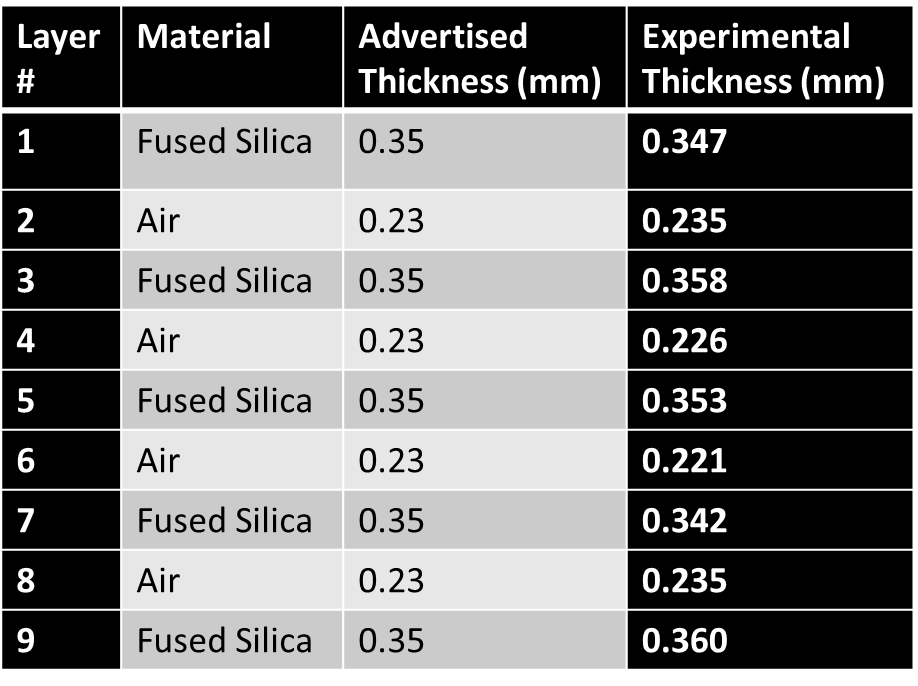 Layer # Material Advertised Thickness (mm) Experimental Thickness (mm)
1 Fused Silica 0.35 0.347
2 Air 0.23 0.235
3 Fused Silica 0.35 0.358
4 Air 0.23 0.226
5 Fused Silica 0.35 0.353
6 Air 0.23 0.221
7 Fused Silica 0.35 0.342
8 Air 0.23 0.235
9 Fused Silica 0.35 0.360